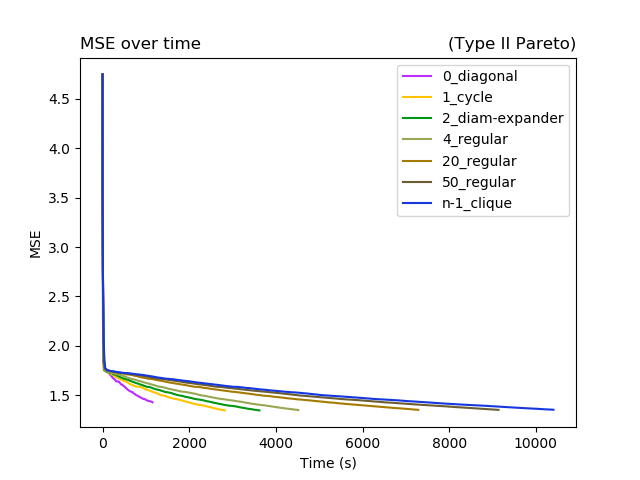 MSE over time (Type II Pareto)
0_diagonal
1_cycle
2_diam-expander
4_regular
20_regular
50_regular
n-1_clique
4.5
4.0
3.5
3.0
2.5
2.0
1.5
MSE
0 2000 4000 6000 8000 10000
Time (s)